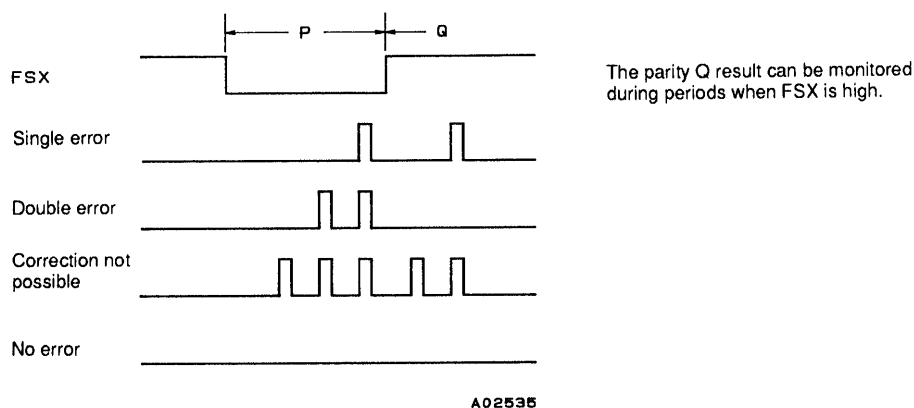 P
Q
FSX
The parity Q result can be monitored
during periods when FSX is high.
Single error
Double error
Correction not
possible
No error
A02535